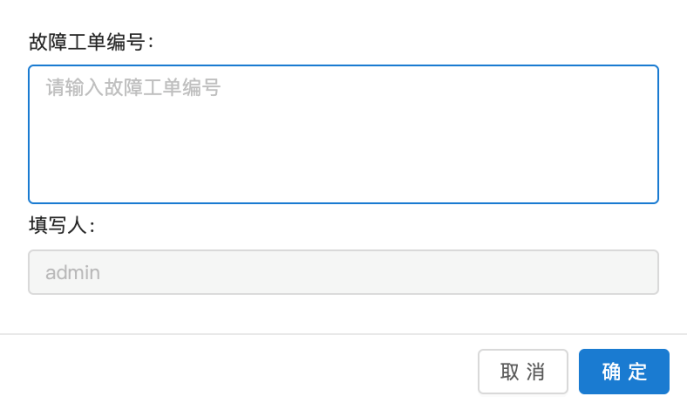 故障工单编号:
请输入故障工单编号
填写人:
admin
取 消
确 定